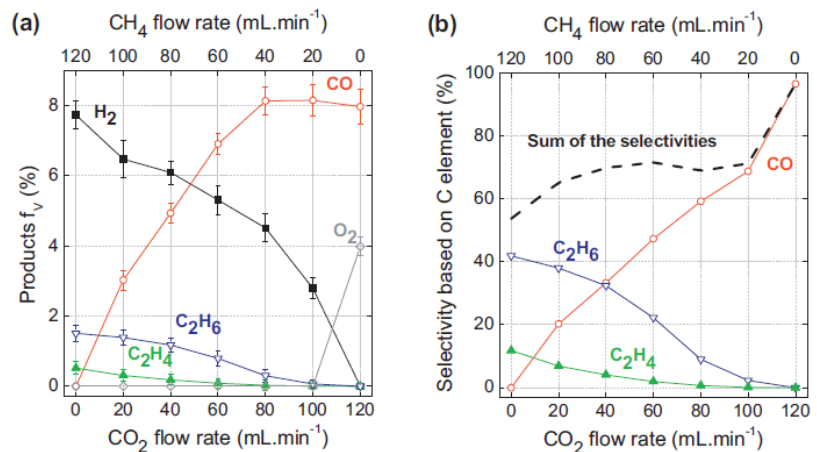 (a)
CH₄ flow rate (mL.min⁻¹)
120 100 80 60 40 20 0
Products fᵥ (%)
8
6
4
2
0
H₂
CO
O₂
C₂H₆
C₂H₄
0 20 40 60 80 100 120
CO₂ flow rate (mL.min⁻¹)
(b)
CH₄ flow rate (mL.min⁻¹)
120 100 80 60 40 20 0
Selectivity based on C element (%)
100
80
60
40
20
0
Sum of the selectivities
CO
C₂H₆
C₂H₄
0 20 40 60 80 100 120
CO₂ flow rate (mL.min⁻¹)